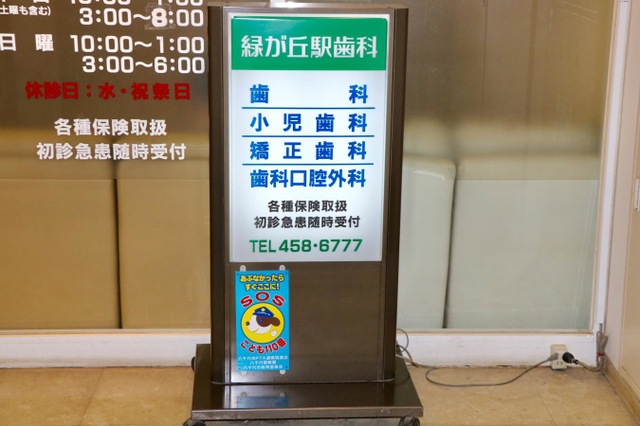 3:00〜8:00
(土曜も含む)
日 曜 10:00〜1:00
3:00〜6:00
休診日：水・祝祭日
各種保険取扱
初診急患随時受付
緑が丘駅歯科
歯科
小児歯科
矯正歯科
歯科口腔外科
各種保険取扱
初診急患随時受付
TEL 458-6777
あぶなかったら
すぐここに!
SOS
こども110番